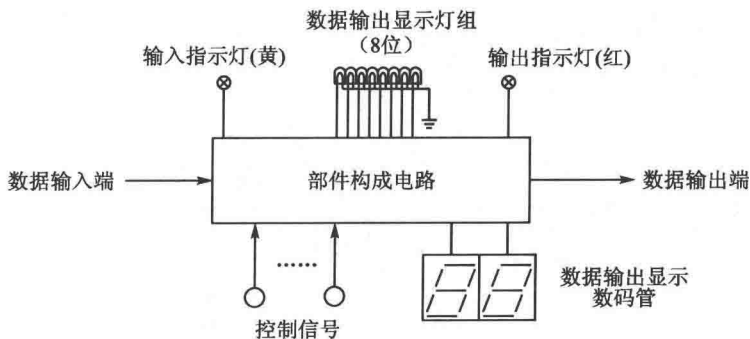 数据输出显示灯组
（8位）
输入指示灯(黄)
输出指示灯(红)
数据输入端
部件构成电路
数据输出端
......
控制信号
数据输出显示
数码管